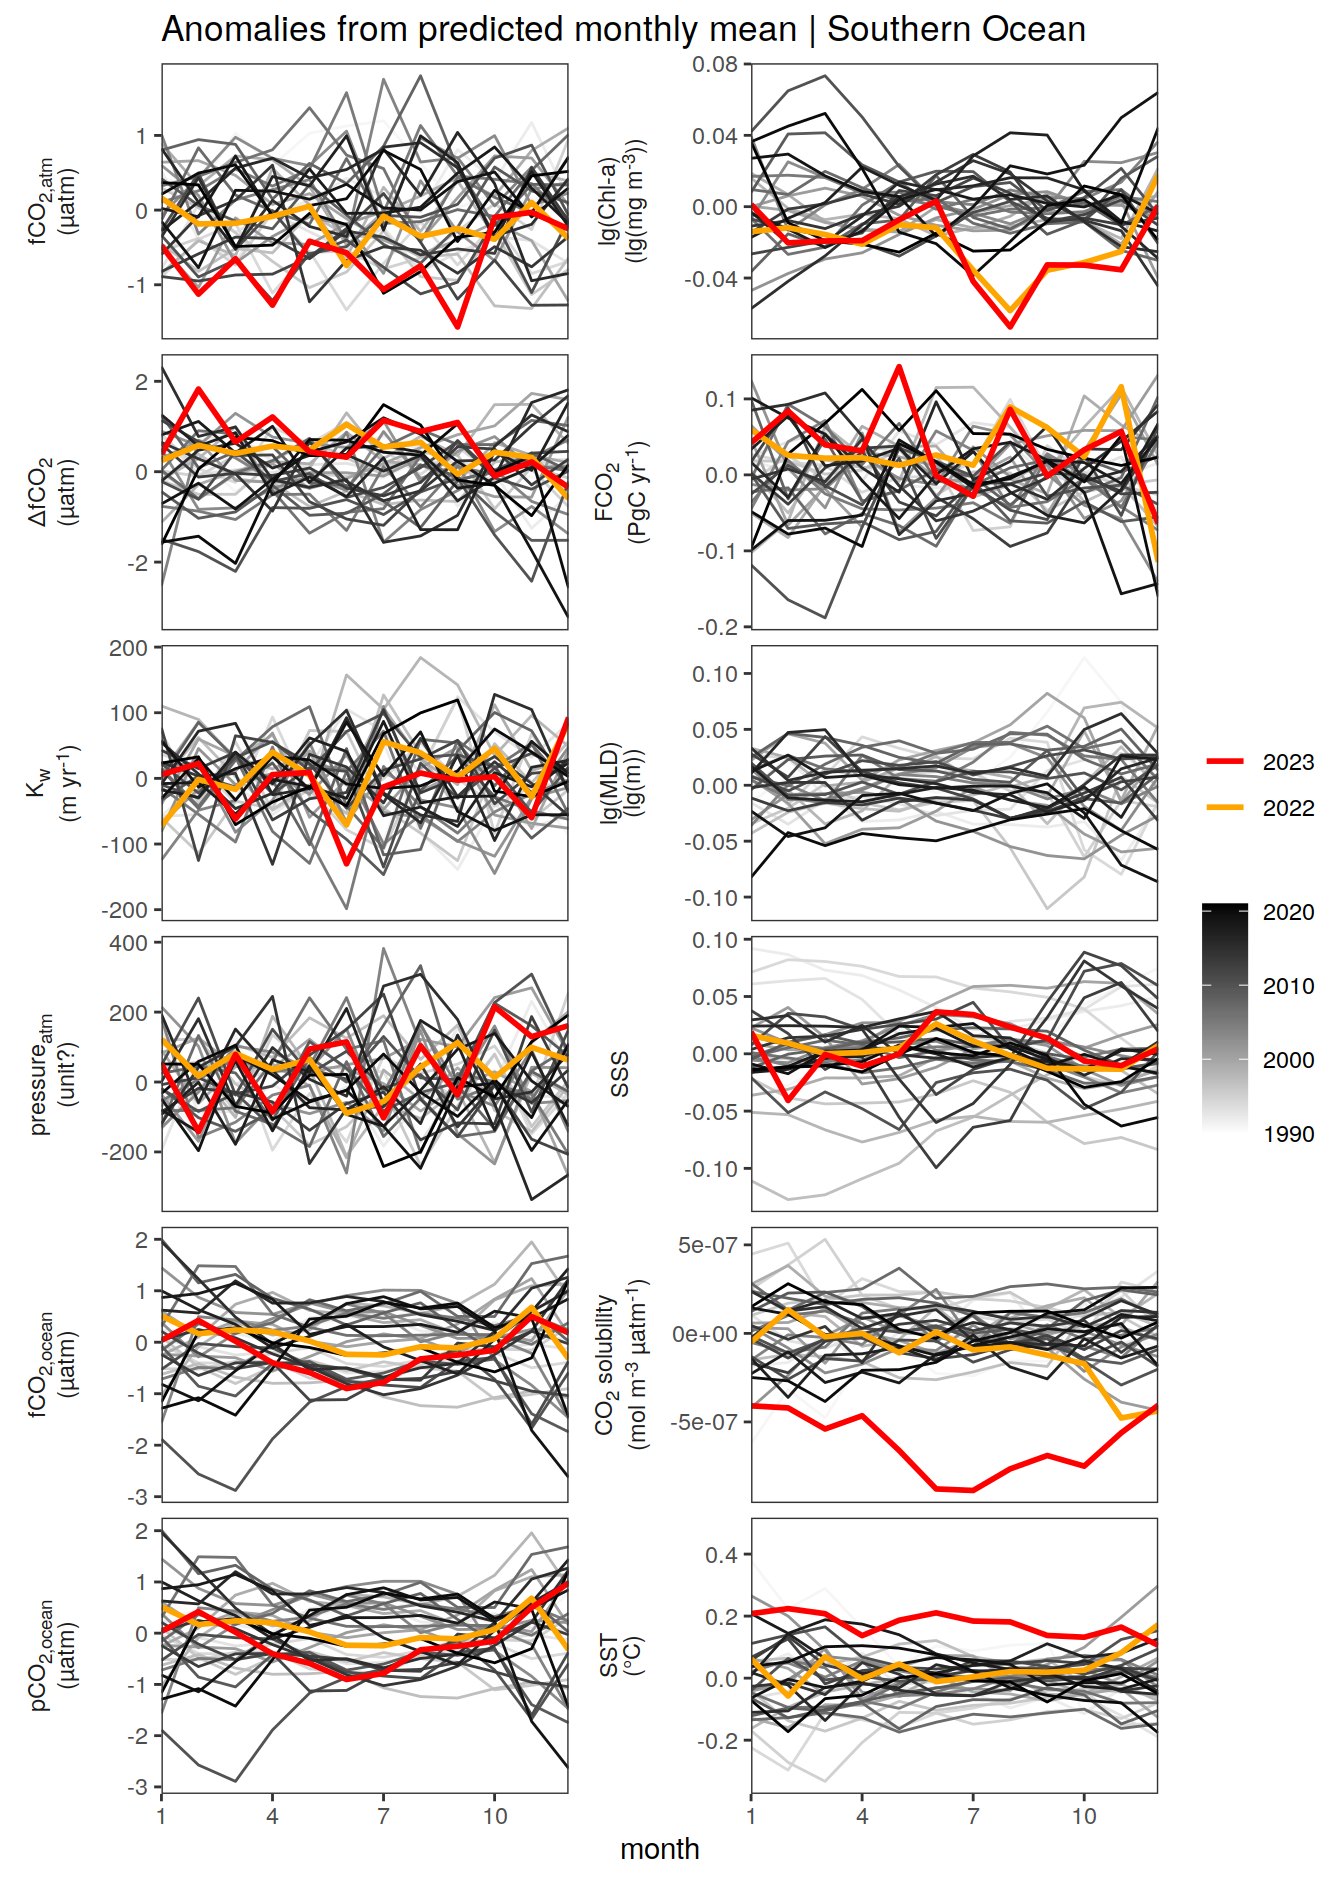 Anomalies from predicted monthly mean | Southern Ocean
fCO2,atm
(µatm)
1
0
-1
lg(Chl-a)
(lg(mg m-3))
0.08
0.04
0.00
-0.04
ΔfCO2
(µatm)
2
0
-2
FCO2
(PgC yr-1)
0.1
0.0
-0.1
-0.2
Kw
(m yr-1)
200
100
0
-100
-200
lg(MLD)
(lg(m))
0.10
0.05
0.00
-0.05
-0.10
pressureatm
(unit?)
400
200
0
-200
SSS
0.10
0.05
0.00
-0.05
-0.10
fCO2,ocean
(µatm)
2
1
0
-1
-2
-3
CO2 solubility
(mol m-3 µatm-1)
5e-07
0e+00
-5e-07
pCO2,ocean
(µatm)
2
1
0
-1
-2
-3
SST
(°C)
0.4
0.2
0.0
-0.2
1 4 7 10
1 4 7 10
month
2023
2022
2020
2010
2000
1990